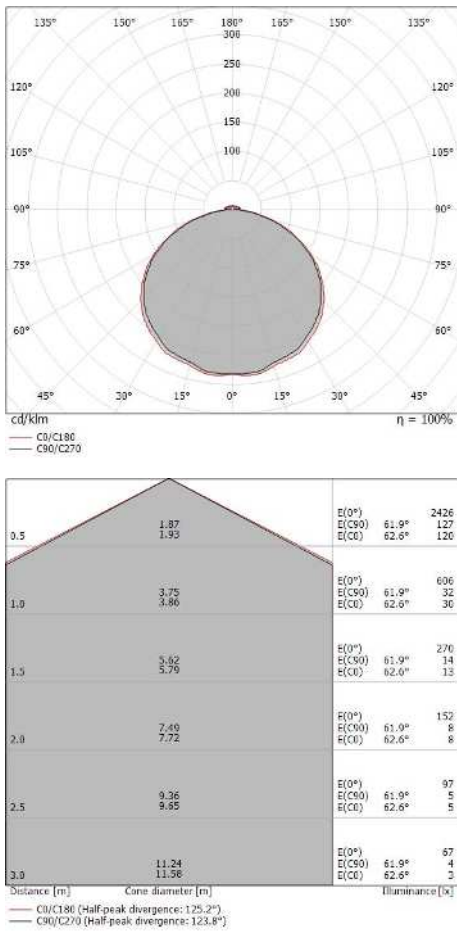 135° 150° 165° 180° 165° 150° 135°
300
250
120° 200 120°
150
105° 100 105°
90° 90°
75° 75°
60° 60°
45° 30° 15° 0° 15° 30° 45°
cd/klm η = 100%
C0/C180
C90/C270
E(0°) 2426
1.87 E(C90) 61.9° 127
0.5 1.93 E(C0) 62.6° 120
E(0°) 606
3.75 E(C90) 61.9° 32
1.0 3.86 E(C0) 62.6° 30
E(0°) 270
5.62 E(C90) 61.9° 14
1.5 5.79 E(C0) 62.6° 13
E(0°) 152
7.49 E(C90) 61.9° 8
2.0 7.72 E(C0) 62.6° 8
E(0°) 97
9.36 E(C90) 61.9° 5
2.5 9.65 E(C0) 62.6° 5
E(0°) 67
11.24 E(C90) 61.9° 4
3.0 11.58 E(C0) 62.6° 3
Distance [m] Cone diameter [m] Illuminance [lx]
C0/C180 (Half-peak divergence: 125.2°)
C90/C270 (Half-peak divergence: 123.8°)